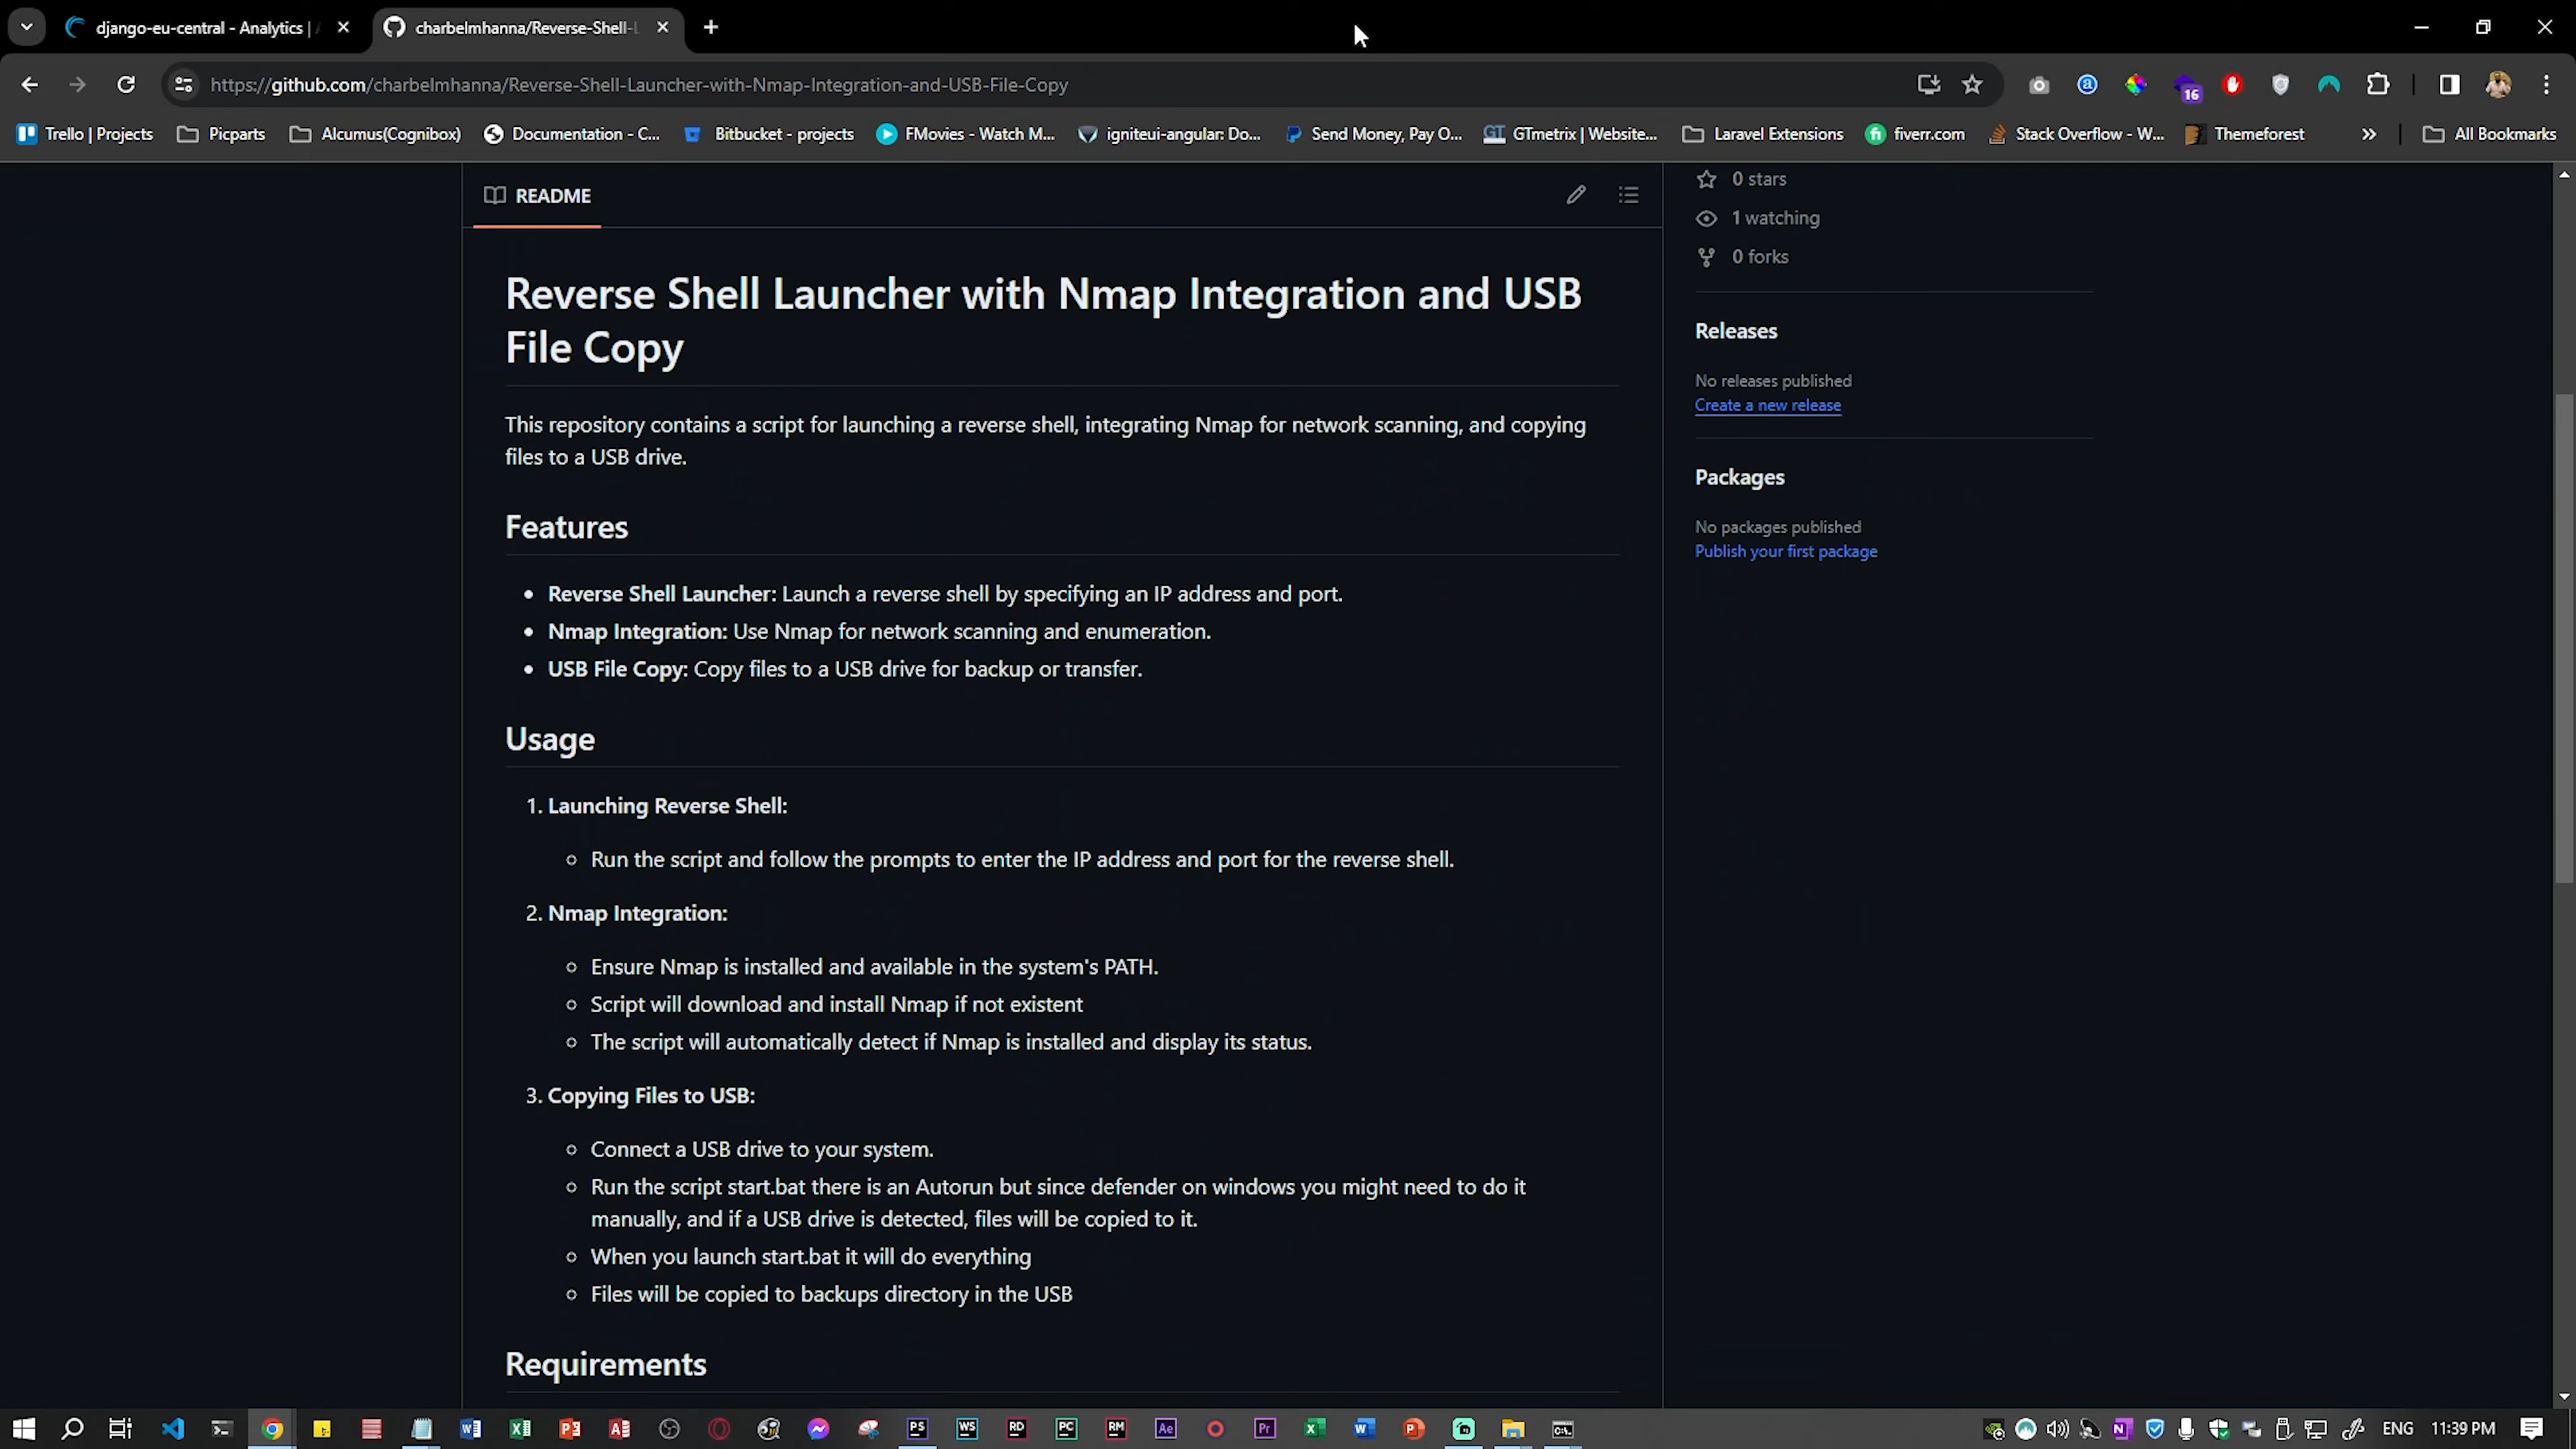 django-eu-central - Analytics |
charbelmhanna/Reverse-Shell-L
https://github.com/charbelmhanna/Reverse-Shell-Launcher-with-Nmap-Integration-and-USB-File-Copy
16
Trello | Projects
Picparts
Alcumus(Cognibox)
Documentation - C...
Bitbucket - projects
FMovies - Watch M...
igniteui-angular: Do...
Send Money, Pay O...
GT
GTmetrix | Website...
Laravel Extensions
fiverr.com
Stack Overflow - W...
Themeforest
All Bookmarks
README
Reverse Shell Launcher with Nmap Integration and USB
File Copy
This repository contains a script for launching a reverse shell, integrating Nmap for network scanning, and copying
files to a USB drive.
Features
• Reverse Shell Launcher: Launch a reverse shell by specifying an IP address and port.
• Nmap Integration: Use Nmap for network scanning and enumeration.
• USB File Copy: Copy files to a USB drive for backup or transfer.
Usage
1. Launching Reverse Shell:
Run the script and follow the prompts to enter the IP address and port for the reverse shell.
2. Nmap Integration:
Ensure Nmap is installed and available in the system's PATH.
Script will download and install Nmap if not existent
The script will automatically detect if Nmap is installed and display its status.
3. Copying Files to USB:
Connect a USB drive to your system.
Run the script start.bat there is an Autorun but since defender on windows you might need to do it
manually, and if a USB drive is detected, files will be copied to it.
When you launch start.bat it will do everything
Files will be copied to backups directory in the USB
Requirements
0 stars
1 watching
0 forks
Releases
No releases published
Create a new release
Packages
No packages published
Publish your first package
PS
WS
RD
PC
RM
Ae
Pr
ENG
11:39 PM